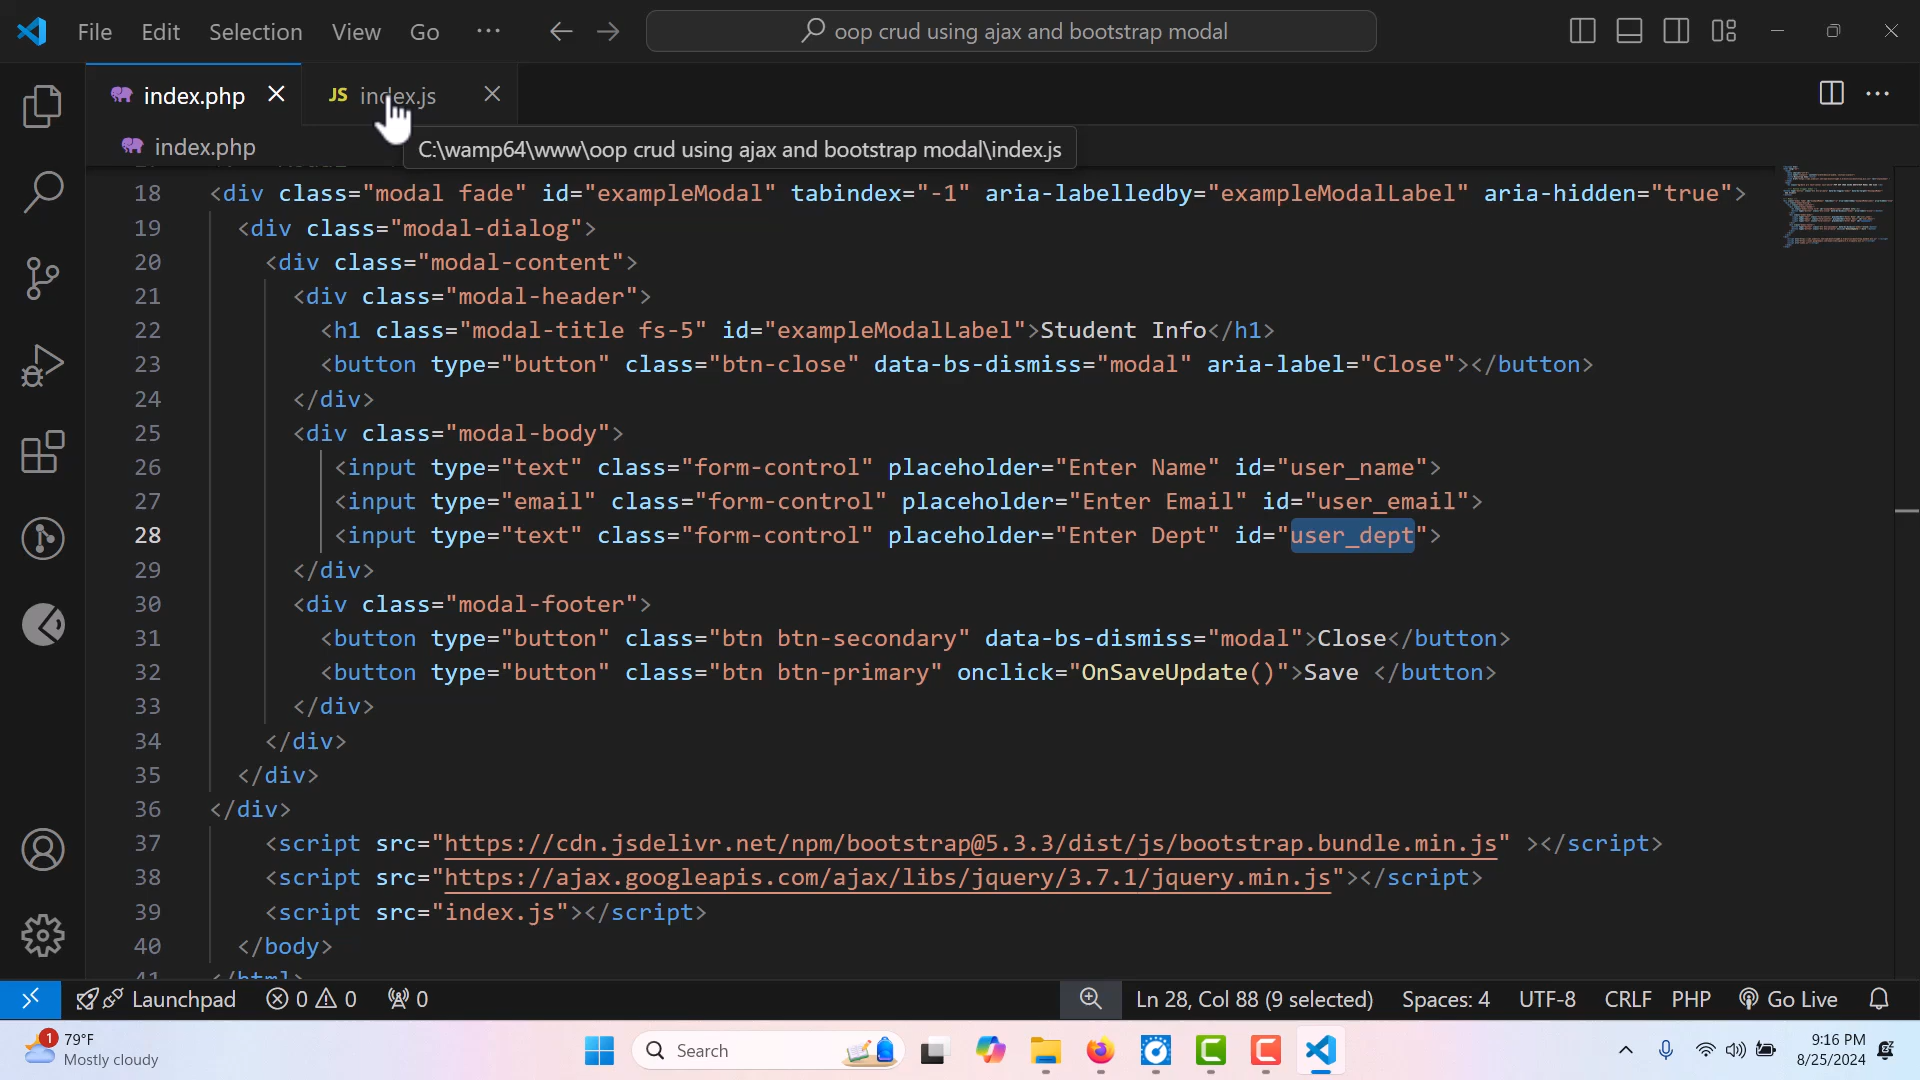 File Edit Selection View Go ··· oop crud using ajax and bootstrap modal
index.php JS index.js
index.php
C:\wamp64\www\oop crud using ajax and bootstrap modal\index.js
18 <div class="modal fade" id="exampleModal" tabindex="-1" aria-labelledby="exampleModalLabel" aria-hidden="true">
19 <div class="modal-dialog">
20 <div class="modal-content">
21 <div class="modal-header">
22 <h1 class="modal-title fs-5" id="exampleModalLabel">Student Info</h1>
23 <button type="button" class="btn-close" data-bs-dismiss="modal" aria-label="Close"></button>
24 </div>
25 <div class="modal-body">
26 <input type="text" class="form-control" placeholder="Enter Name" id="user_name">
27 <input type="email" class="form-control" placeholder="Enter Email" id="user_email">
28 <input type="text" class="form-control" placeholder="Enter Dept" id="user_dept">
29 </div>
30 <div class="modal-footer">
31 <button type="button" class="btn btn-secondary" data-bs-dismiss="modal">Close</button>
32 <button type="button" class="btn btn-primary" onclick="OnSaveUpdate()">Save </button>
33 </div>
34 </div>
35 </div>
36 </div>
37 <script src="https://cdn.jsdelivr.net/npm/bootstrap@5.3.3/dist/js/bootstrap.bundle.min.js" ></script>
38 <script src="https://ajax.googleapis.com/ajax/libs/jquery/3.7.1/jquery.min.js"></script>
39 <script src="index.js"></script>
40 </body>
41 </html>
Launchpad 0 0 0 Ln 28, Col 88 (9 selected) Spaces: 4 UTF-8 CRLF PHP Go Live
1 79°F Search 9:16 PM
Mostly cloudy 8/25/2024